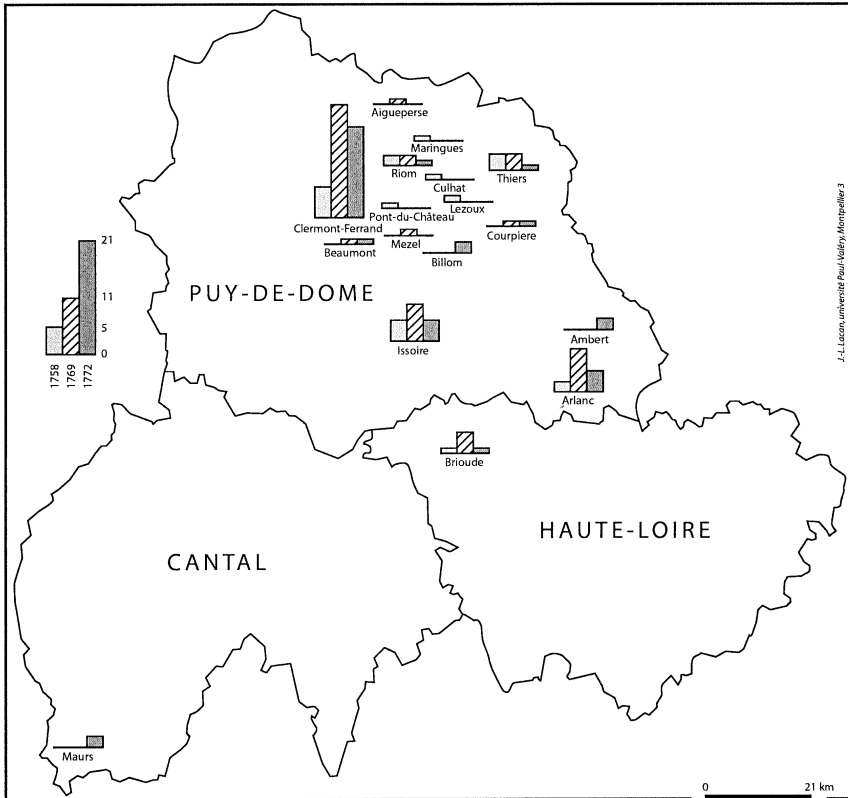 Aigueperse
Maringues
Riom
Thiers
Culhat
Lezoux
Pont-du-Château
Clermont-Ferrand
Courpiere
Mezel
Beaumont
Billom
PUY-DE-DOME
21
11
5
0
1758
1769
1772
Issoire
Ambert
Arlanc
Brioude
HAUTE-LOIRE
CANTAL
Maurs
0 21 km
J.-L. Lacan, université Paul-Valéry, Montpellier 3